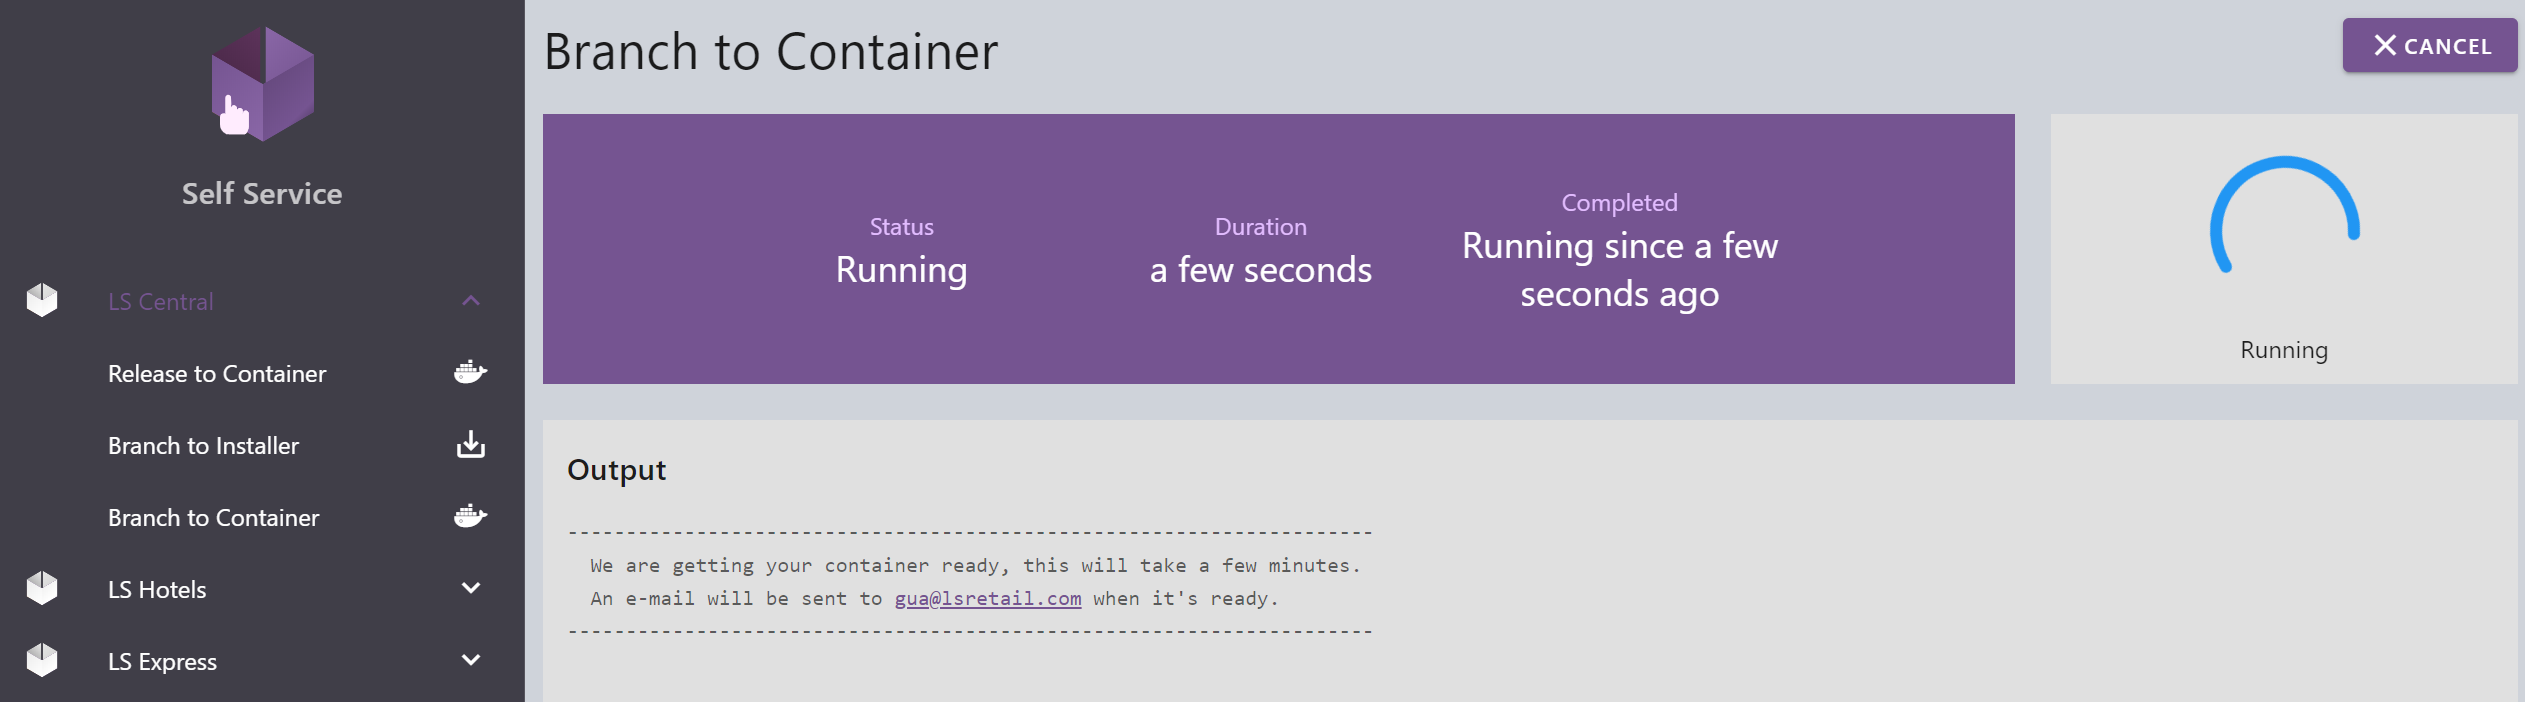 Self Service
LS Central
Release to Container
Branch to Installer
Branch to Container
LS Hotels
LS Express
Branch to Container
CANCEL
Status
Running
Duration
a few seconds
Completed
Running since a few
seconds ago
Running
Output
---------------------------------------------------------------------
We are getting your container ready, this will take a few minutes.
An e-mail will be sent to gua@lsretail.com when it's ready.
---------------------------------------------------------------------